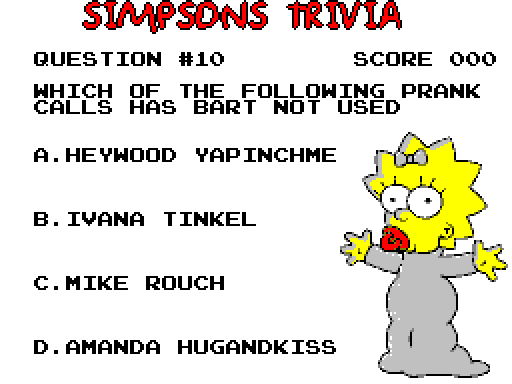 SIMPSONS TRIVIA
QUESTION #10 SCORE 000
WHICH OF THE FOLLOWING PRANK
CALLS HAS BART NOT USED
A.HEYWOOD YAPINCHME
B.IVANA TINKEL
C.MIKE ROUCH
D.AMANDA HUGANDKISS